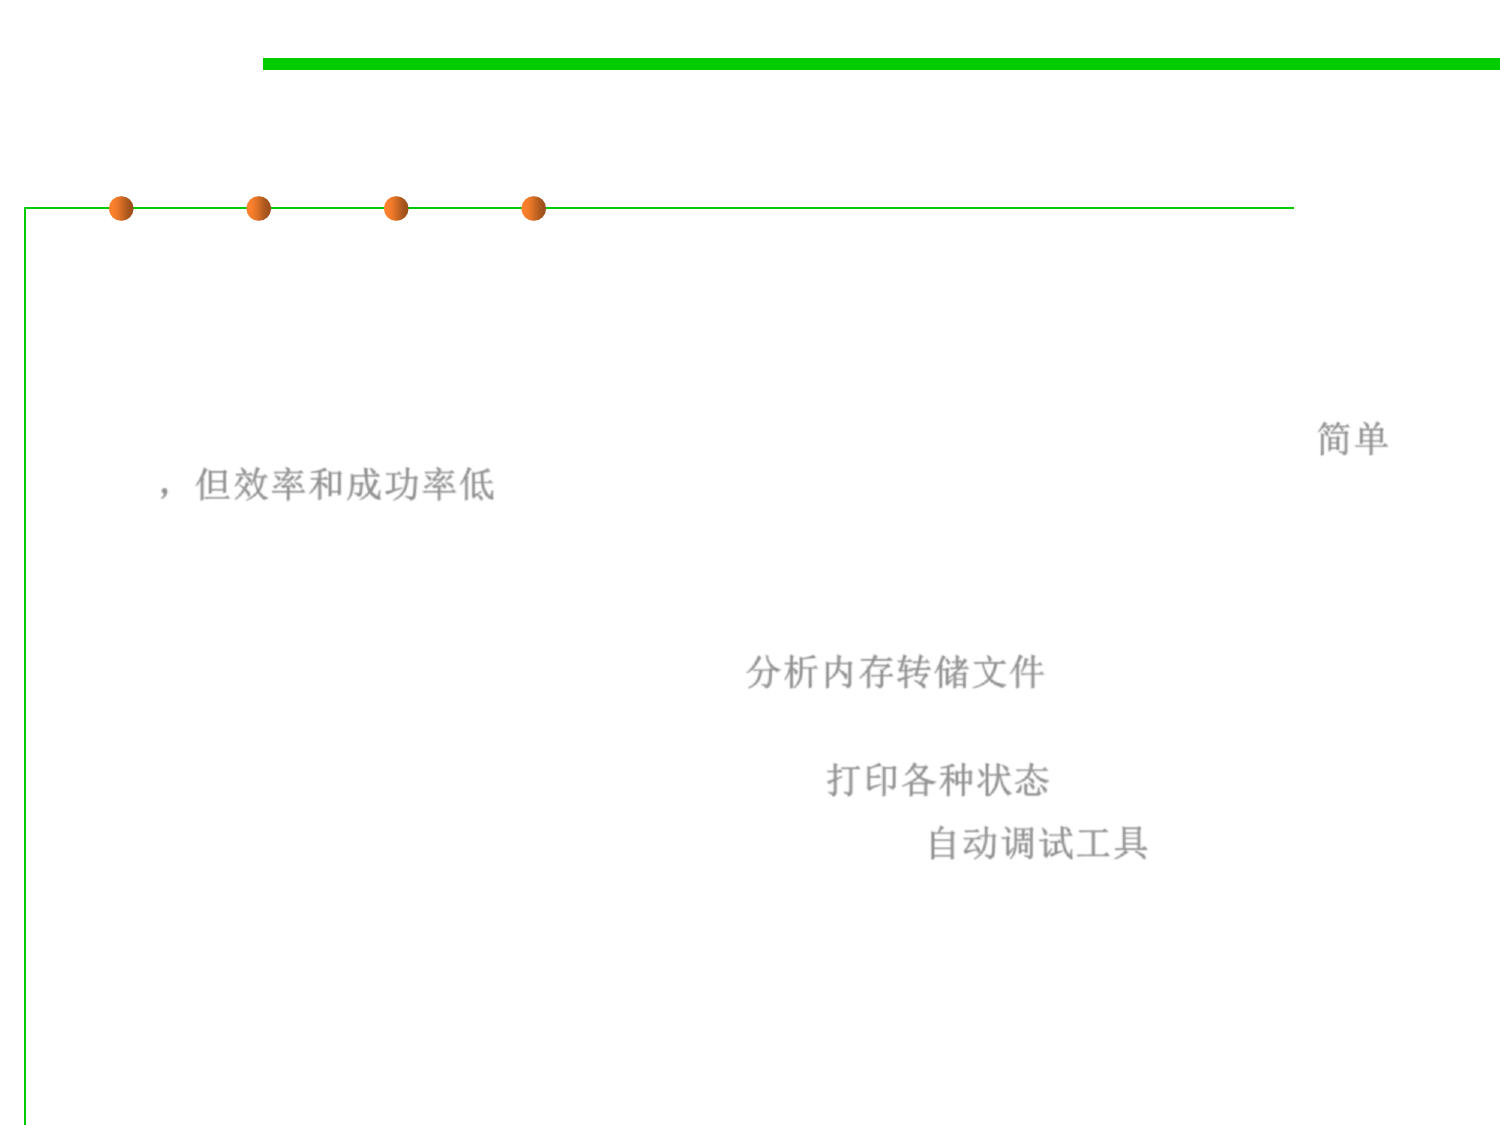 简单
，但效率和成功率低
分析内存转储文件
打印各种状态
自动调试工具